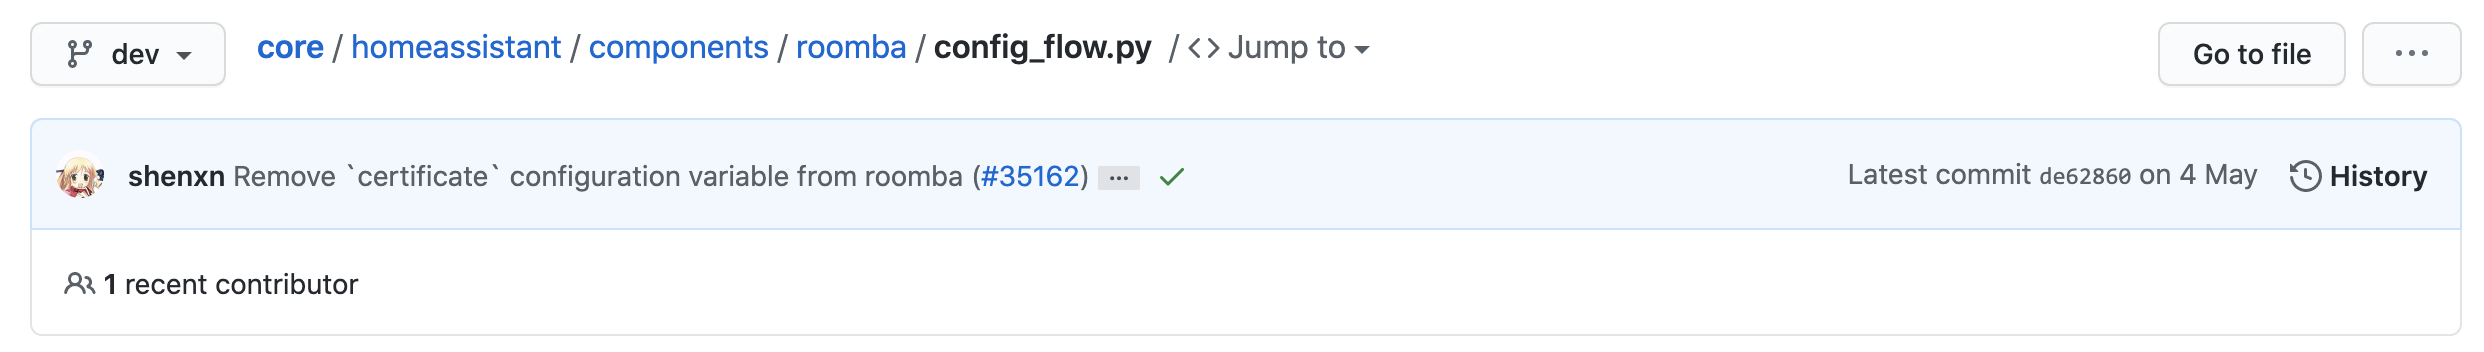 dev core / homeassistant / components / roomba / config_flow.py / <> Jump to Go to file ...
shenxn Remove `certificate` configuration variable from roomba (#35162) ... Latest commit de62860 on 4 May History
1 recent contributor